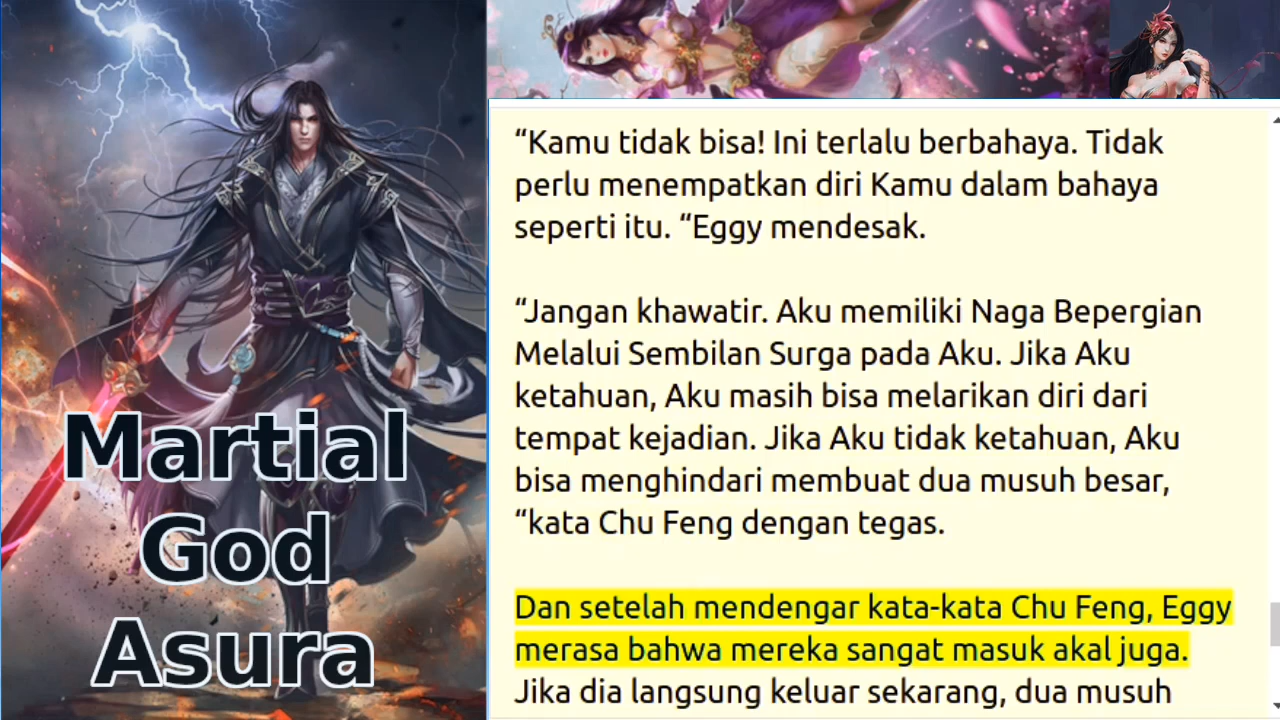 Martial
God
Asura
“Kamu tidak bisa! Ini terlalu berbahaya. Tidak
perlu menempatkan diri Kamu dalam bahaya
seperti itu. “Eggy mendesak.
“Jangan khawatir. Aku memiliki Naga Bepergian
Melalui Sembilan Surga pada Aku. Jika Aku
ketahuan, Aku masih bisa melarikan diri dari
tempat kejadian. Jika Aku tidak ketahuan, Aku
bisa menghindari membuat dua musuh besar,
“kata Chu Feng dengan tegas.
Dan setelah mendengar kata-kata Chu Feng, Eggy
merasa bahwa mereka sangat masuk akal juga.
Jika dia langsung keluar sekarang, dua musuh